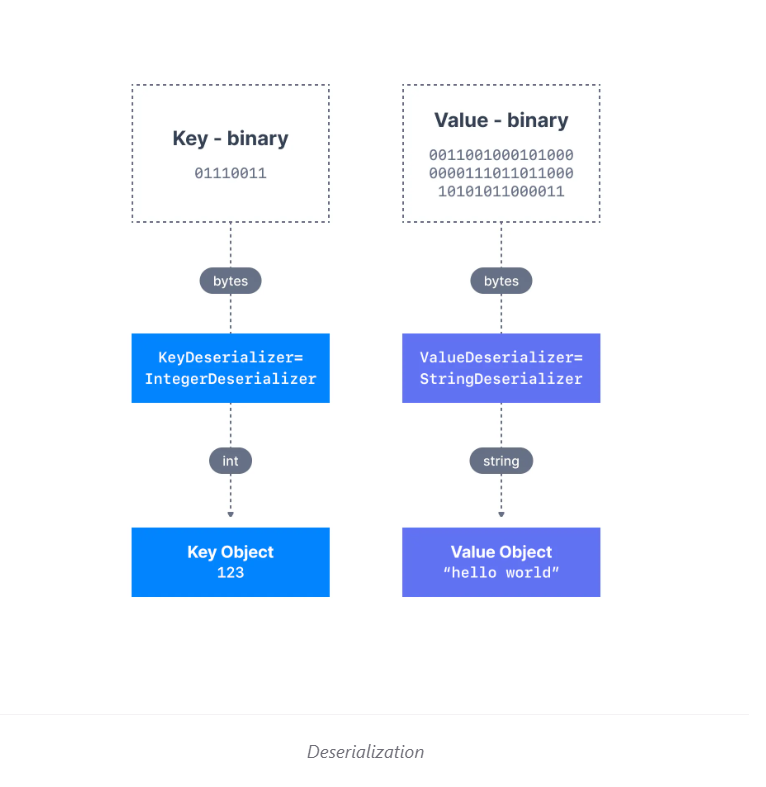 Key - binary
01110011
Value - binary
0011001000101000
0000111011011000
10101011000011
bytes
bytes
KeyDeserializer=
IntegerDeserializer
ValueDeserializer=
StringDeserializer
int
string
Key Object
123
Value Object
“hello world”
Deserialization